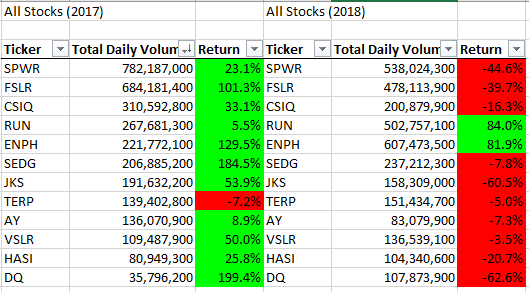 All Stocks (2017) All Stocks (2018)
Ticker Total Daily Volum Return Ticker Total Daily Volum Return
SPWR 782,187,000 23.1% SPWR 538,024,300 -44.6%
FSLR 684,181,400 101.3% FSLR 478,113,900 -39.7%
CSIQ 310,592,800 33.1% CSIQ 200,879,900 -16.3%
RUN 267,681,300 5.5% RUN 502,757,100 84.0%
ENPH 221,772,100 129.5% ENPH 607,473,500 81.9%
SEDG 206,885,200 184.5% SEDG 237,212,300 -7.8%
JKS 191,632,200 53.9% JKS 158,309,000 -60.5%
TERP 139,402,800 -7.2% TERP 151,434,700 -5.0%
AY 136,070,900 8.9% AY 83,079,900 -7.3%
VSLR 109,487,900 50.0% VSLR 136,539,100 -3.5%
HASI 80,949,300 25.8% HASI 104,340,600 -20.7%
DQ 35,796,200 199.4% DQ 107,873,900 -62.6%